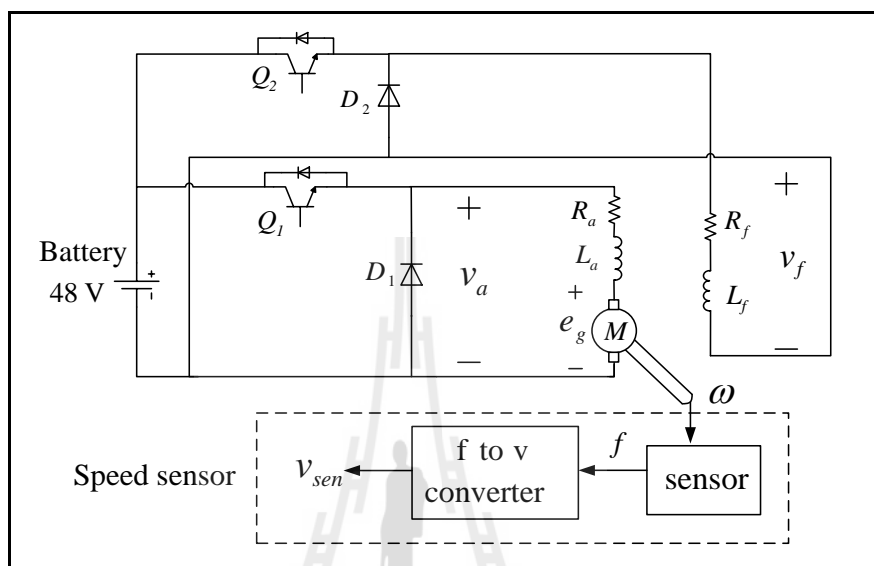 Q2
D2
Q1
Battery
48 V
+
-
D1
+
va
−
Ra
La
+
eg
−
M
Rf
Lf
+
vf
−
ω
Speed sensor
vsen
f to v
converter
f
sensor